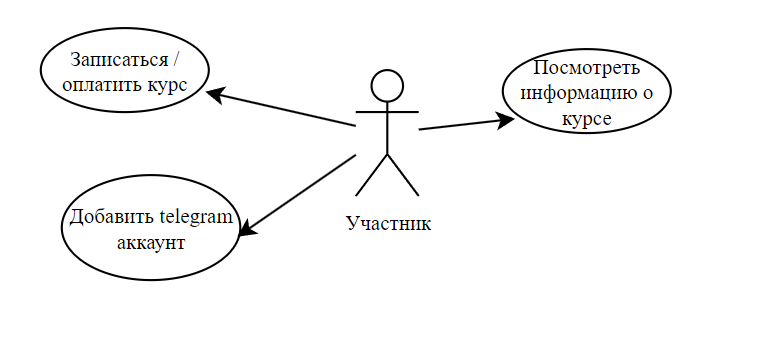 Записаться /
оплатить курс
Посмотреть
информацию о
курсе
Добавить telegram
аккаунт
Участник